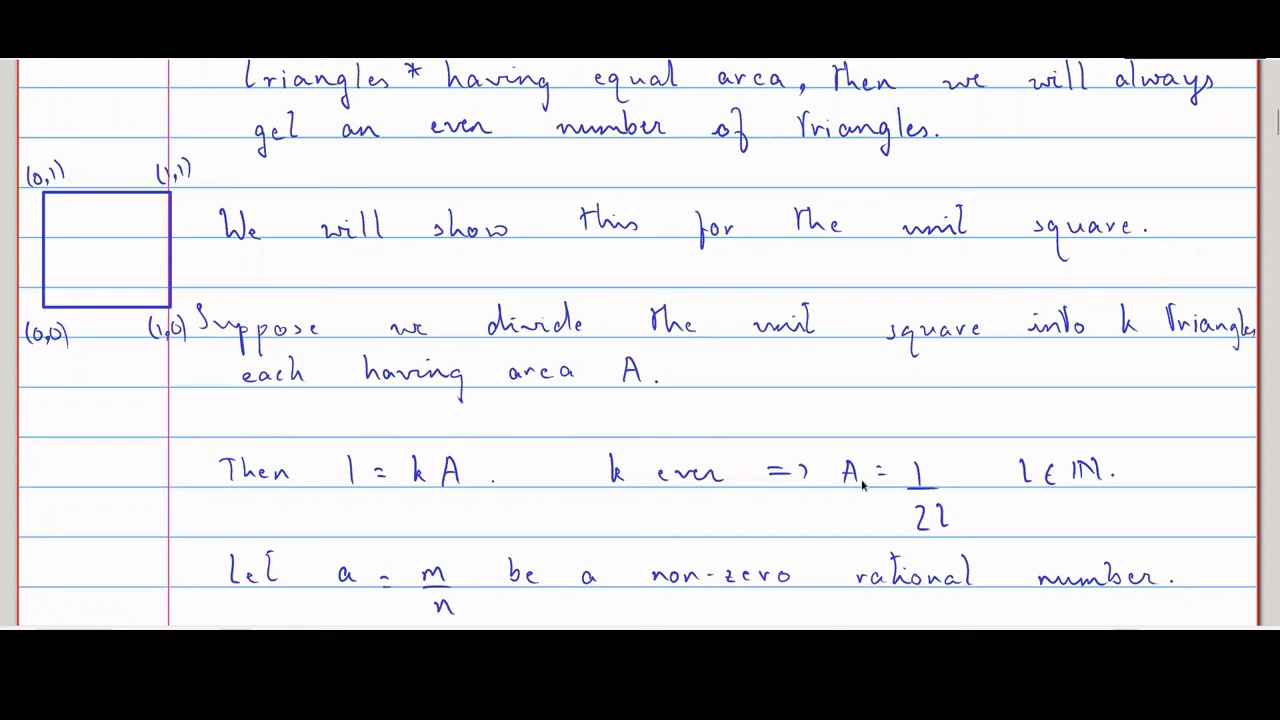 triangles * having equal area, then we will always
get an even number of triangles.
(0,1) (1,1)
We will show this for the unit square.
(0,0) (1,0) Suppose we divide the unit square into k triangles
each having area A.
Then 1 = kA. k even => A = 1/2l l ∈ IN.
Let a = m/n be a non-zero rational number.